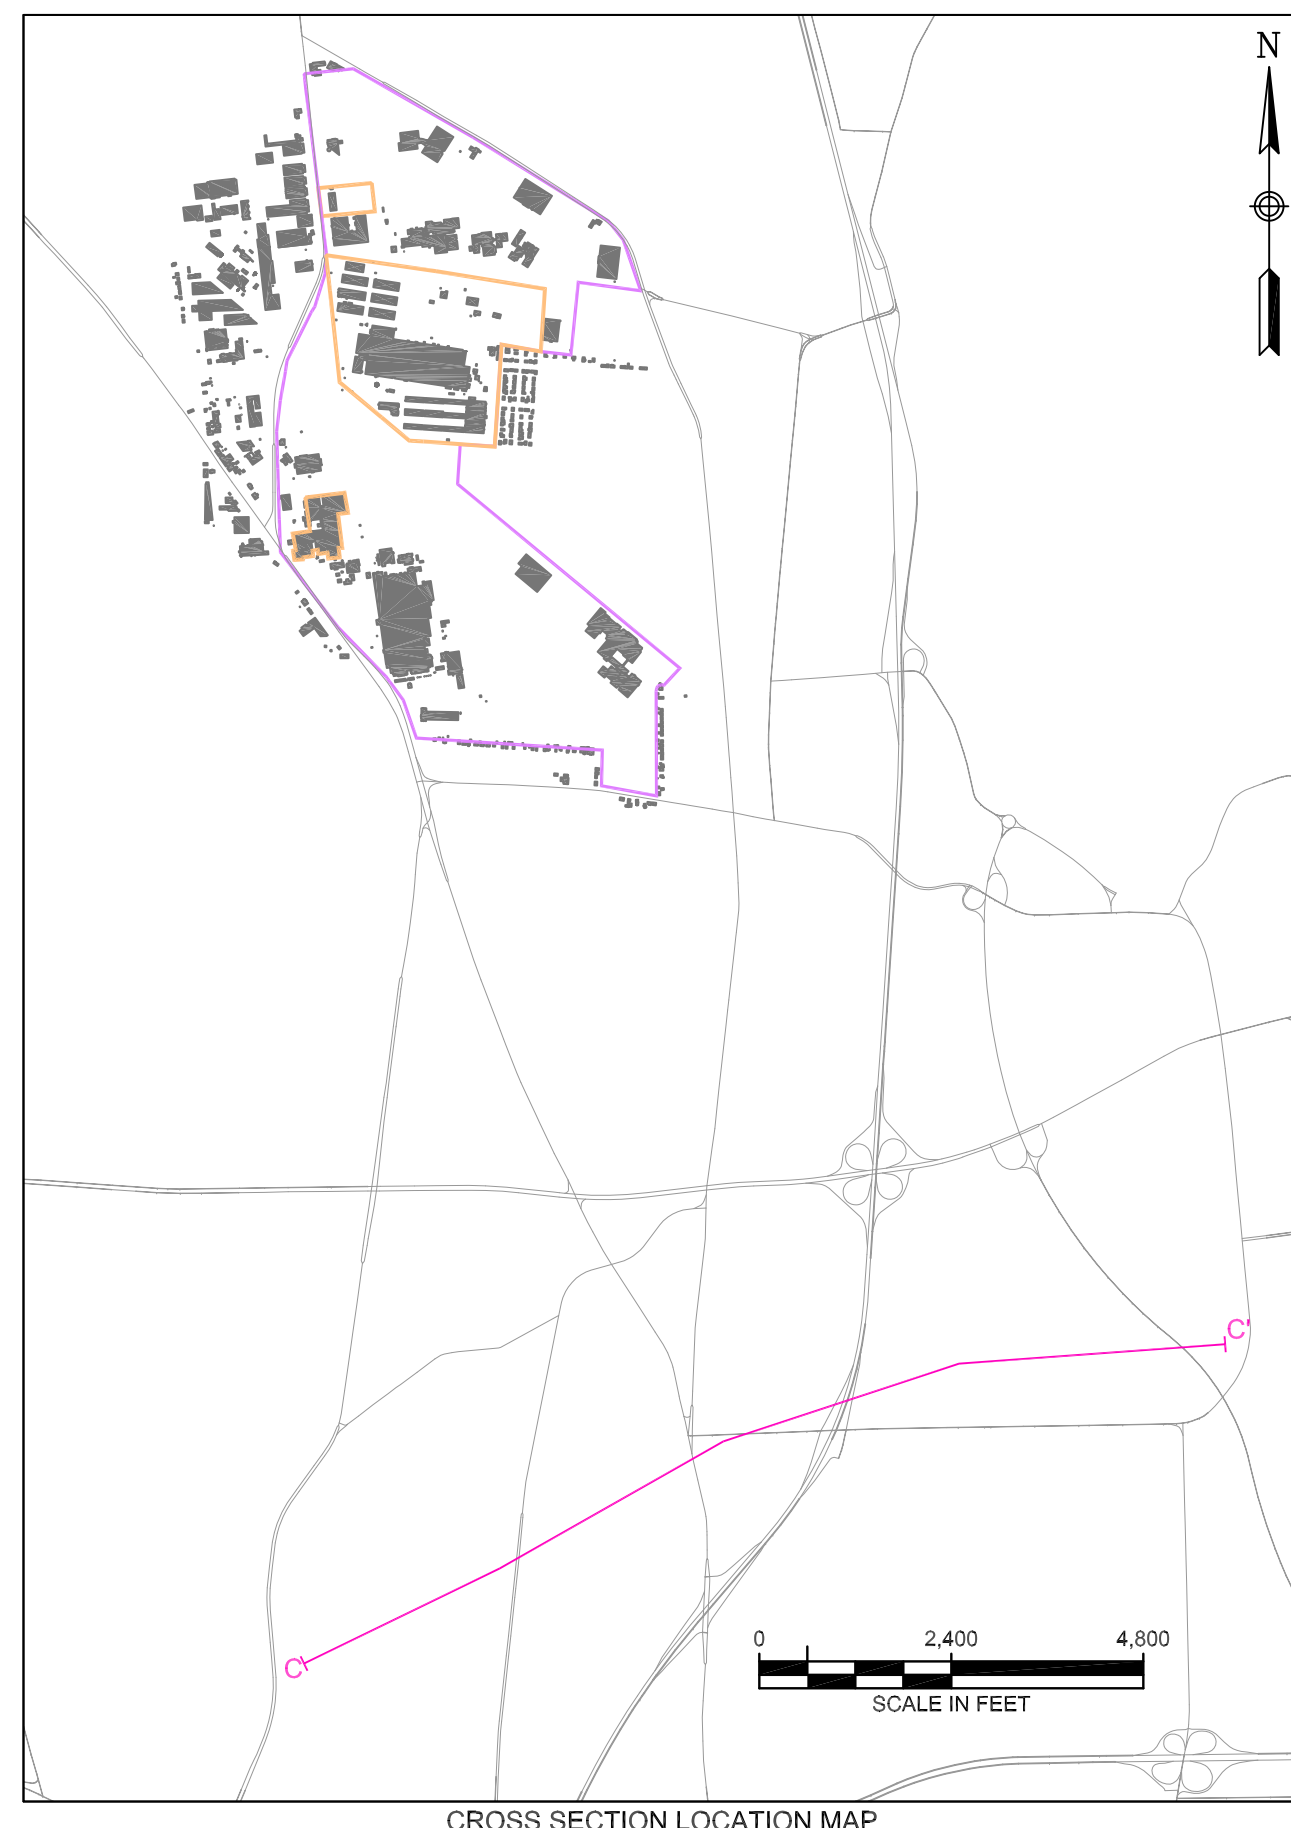 N
C'
C
0 2,400 4,800
SCALE IN FEET
CROSS SECTION LOCATION MAP